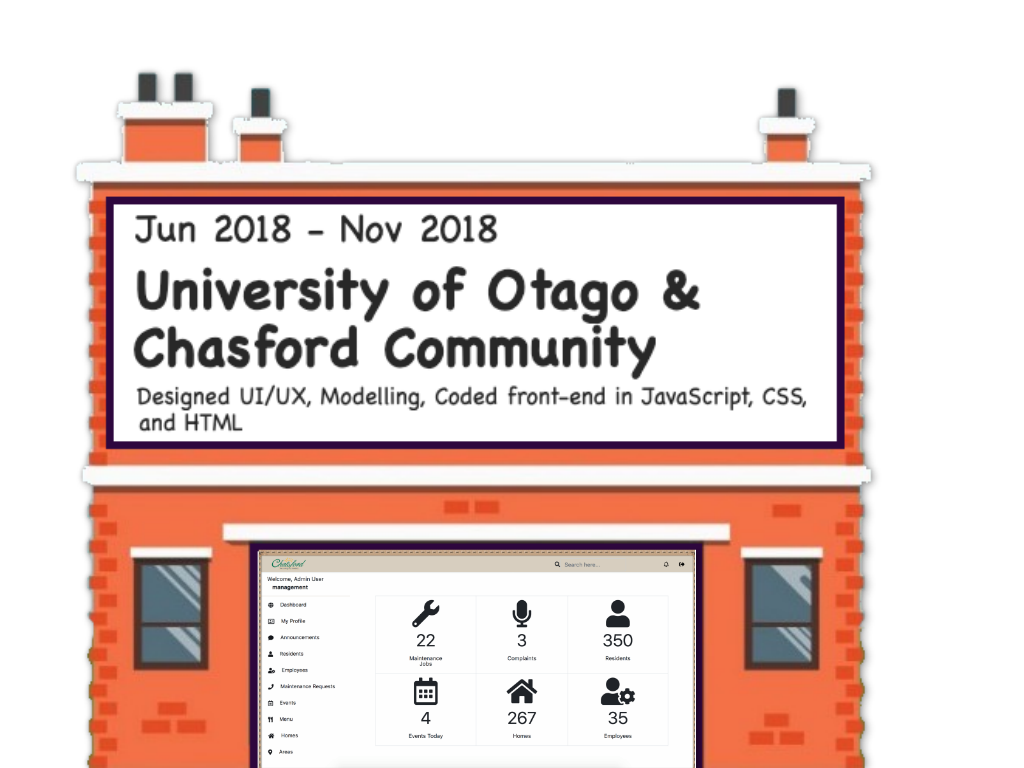 Jun 2018 - Nov 2018
University of Otago &
Chasford Community
Designed UI/UX, Modelling, Coded front-end in JavaScript, CSS,
and HTML
Chasford
Search here...
Welcome, Admin User
management
Dashboard
My Profile
Announcements
Residents
Employees
Maintenance Requests
Events
Menu
Homes
Areas
22
3
350
Maintenance
Jobs
Complaints
Residents
4
267
35
Events Today
Homes
Employees